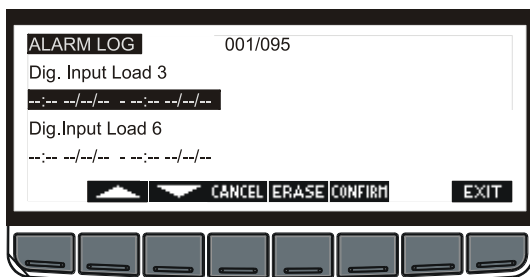 ALARM LOG 001/095
Dig. Input Load 3
--:-- --/--/-- - --:-- --/--/--
Dig.Input Load 6
--:-- --/--/-- - --:-- --/--/--
CANCEL ERASE CONFIRM EXIT